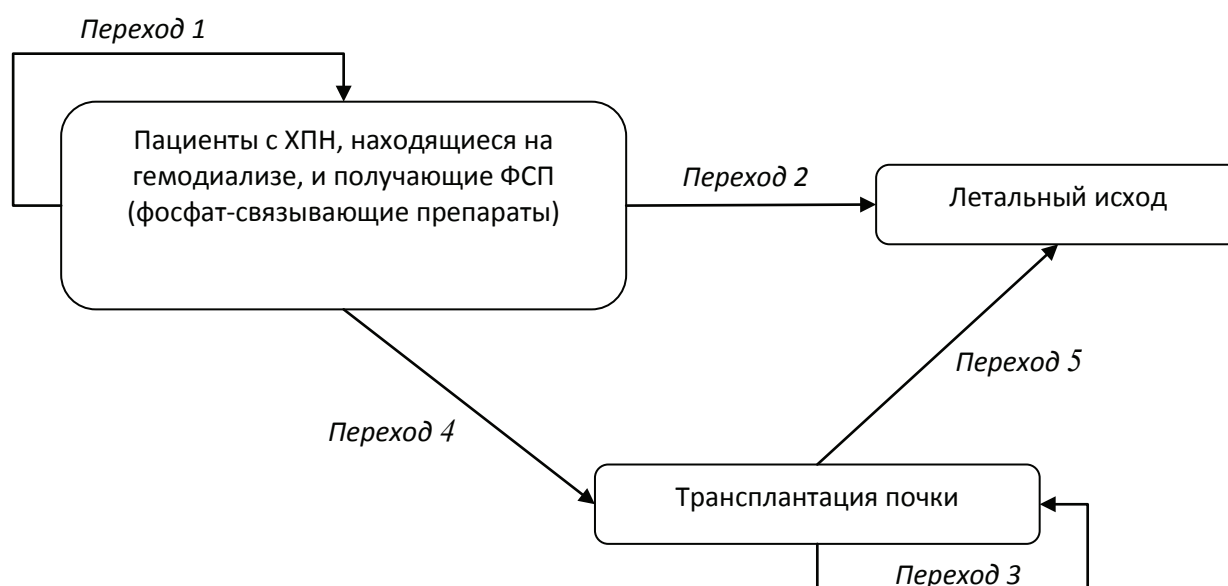 Переход 1
Пациенты с ХПН, находящиеся на
гемодиализе, и получающие ФСП
(фосфат-связывающие препараты)
Переход 2
Летальный исход
Переход 5
Переход 4
Трансплантация почки
Переход 3